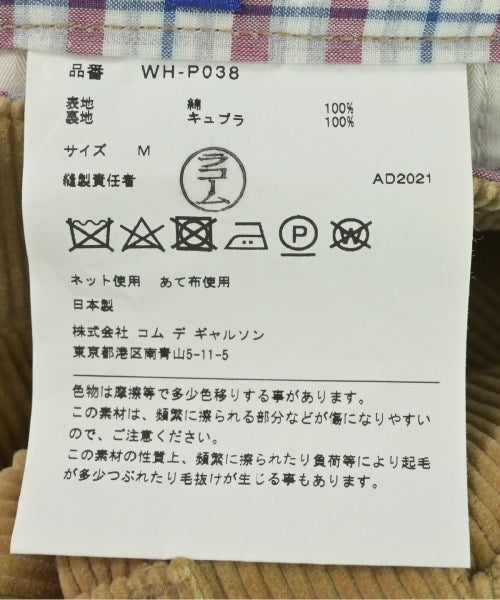 品番 WH-P038
表地 綿 100%
裏地 キュプラ 100%
サイズ M
縫製責任者 ラコーム AD2021
P W
ネット使用 あて布使用
日本製
株式会社 コム デ ギャルソン
東京都港区南青山5-11-5
色物は摩擦等で多少色移りする事があります。
この素材は、頻繁に擦られる部分などが傷になりやすい
ので、ご注意ください。
この素材の性質上、頻繁に擦られたり負荷等により起毛
が多少つぶれたり毛抜けが生じる事もあります。